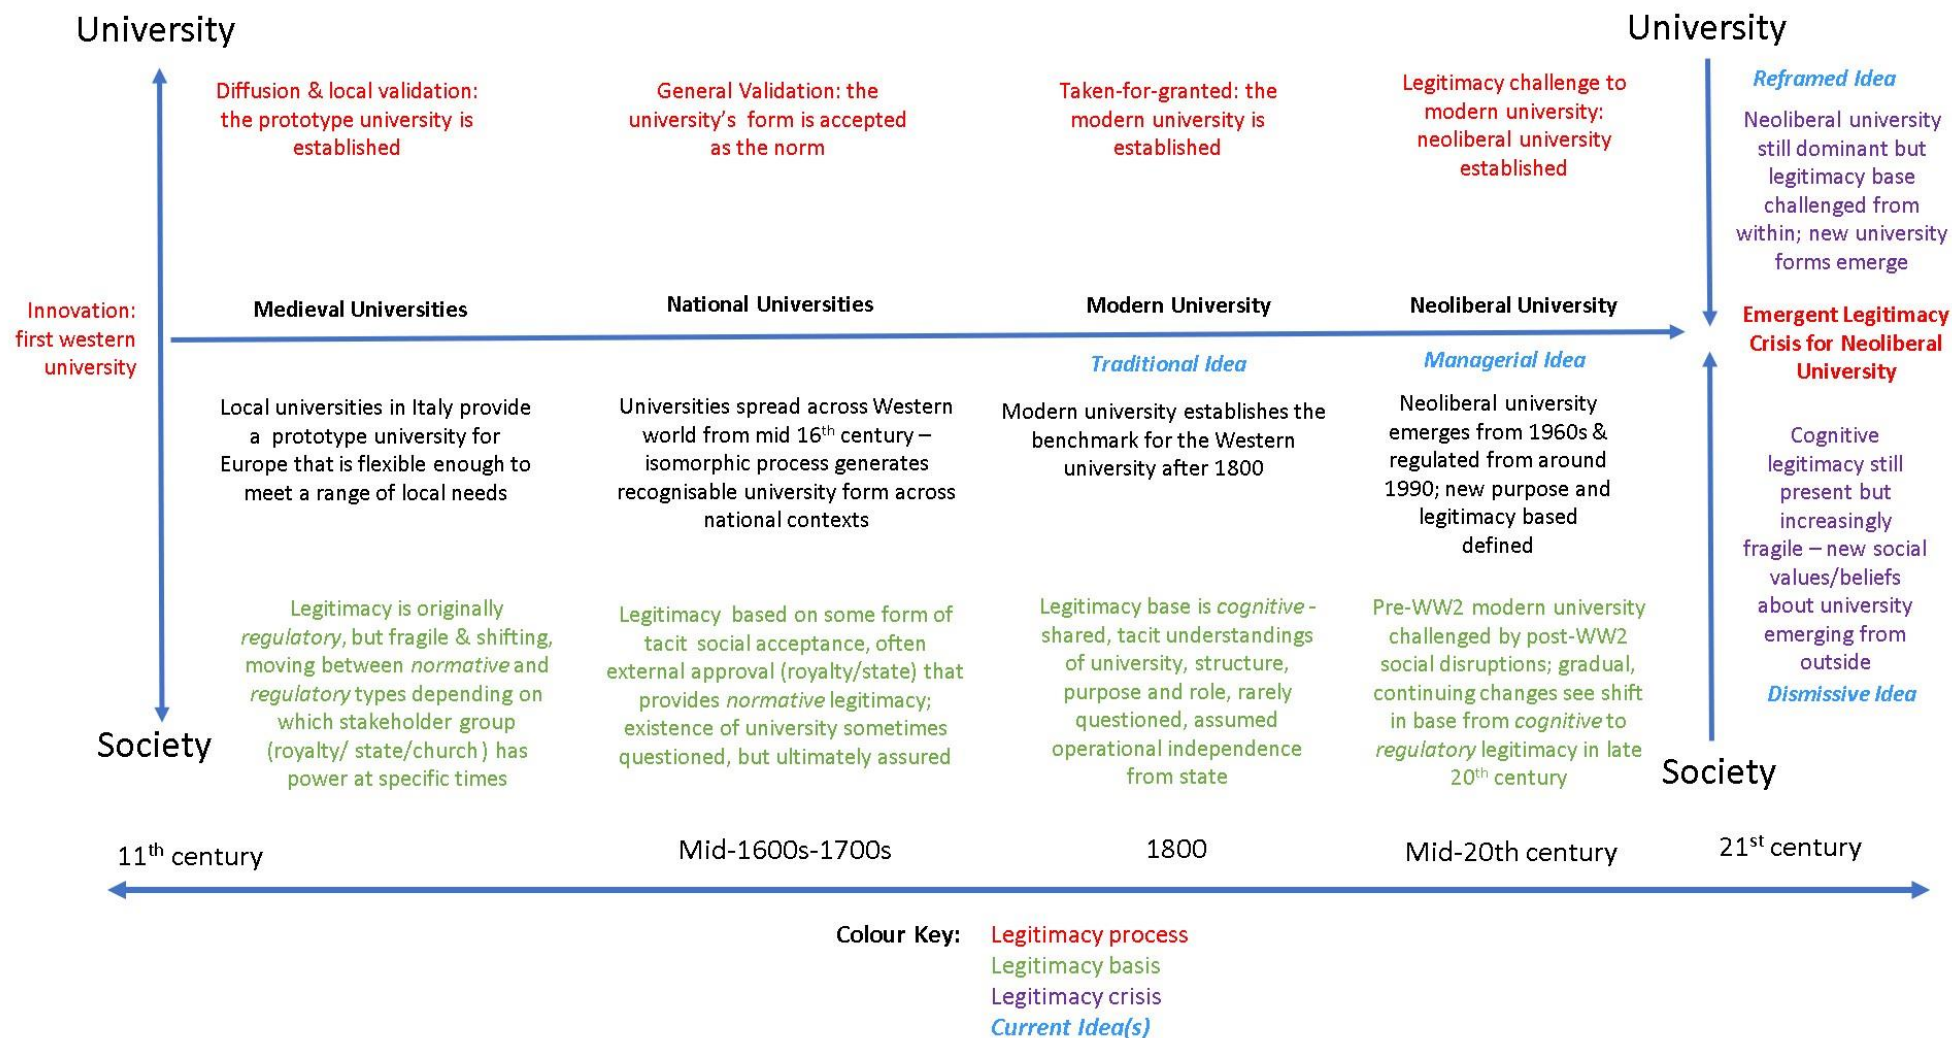 University
Diffusion & local validation:
the prototype university is
established
General Validation: the
university's form is accepted
as the norm
Taken-for-granted: the
modern university is
established
Legitimacy challenge to
modern university:
neoliberal university
established
University
Reframed Idea
Neoliberal university
still dominant but
legitimacy base
challenged from
within; new university
forms emerge
Innovation:
first western
university
Medieval Universities
National Universities
Modern University
Neoliberal University
Emergent Legitimacy
Crisis for Neoliberal
University
Traditional Idea
Managerial Idea
Local universities in Italy provide
a prototype university for
Europe that is flexible enough to
meet a range of local needs
Universities spread across Western
world from mid 16th century –
isomorphic process generates
recognisable university form across
national contexts
Modern university establishes the
benchmark for the Western
university after 1800
Neoliberal university
emerges from 1960s &
regulated from around
1990; new purpose and
legitimacy based
defined
Cognitive
legitimacy still
present but
increasingly
fragile – new social
values/beliefs
about university
emerging from
outside
Dismissive Idea
Legitimacy is originally
regulatory, but fragile & shifting,
moving between normative and
regulatory types depending on
which stakeholder group
(royalty/ state/church ) has
power at specific times
Legitimacy based on some form of
tacit social acceptance, often
external approval (royalty/state) that
provides normative legitimacy;
existence of university sometimes
questioned, but ultimately assured
Legitimacy base is cognitive -
shared, tacit understandings
of university, structure,
purpose and role, rarely
questioned, assumed
operational independence
from state
Pre-WW2 modern university
challenged by post-WW2
social disruptions; gradual,
continuing changes see shift
in base from cognitive to
regulatory legitimacy in late
20th century
Society
Society
11th century
Mid-1600s-1700s
1800
Mid-20th century
21st century
Colour Key:
Legitimacy process
Legitimacy basis
Legitimacy crisis
Current Idea(s)